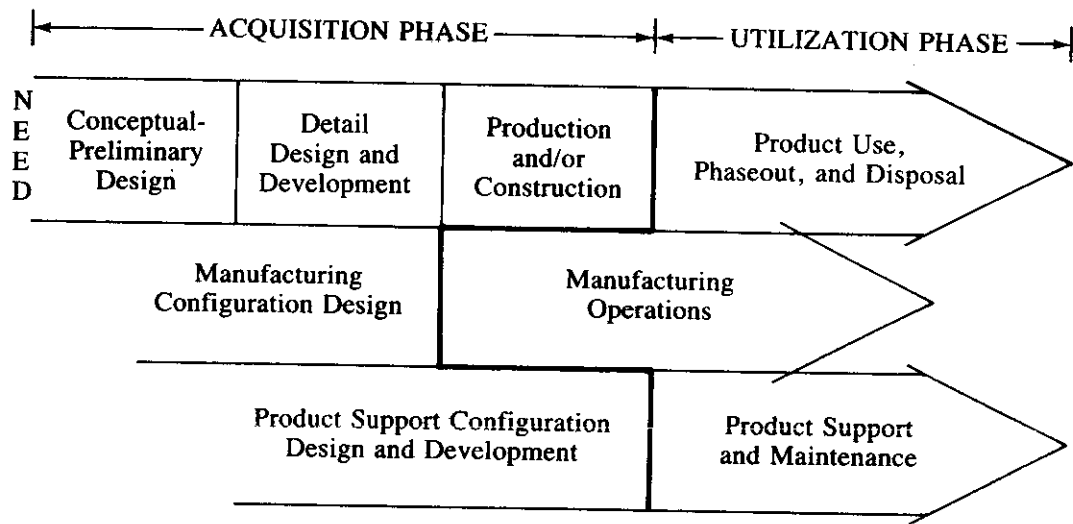 ACQUISITION PHASE
UTILIZATION PHASE
NEED
Conceptual-
Preliminary
Design
Detail
Design and
Development
Production
and/or
Construction
Product Use,
Phaseout, and Disposal
Manufacturing
Configuration Design
Manufacturing
Operations
Product Support Configuration
Design and Development
Product Support
and Maintenance